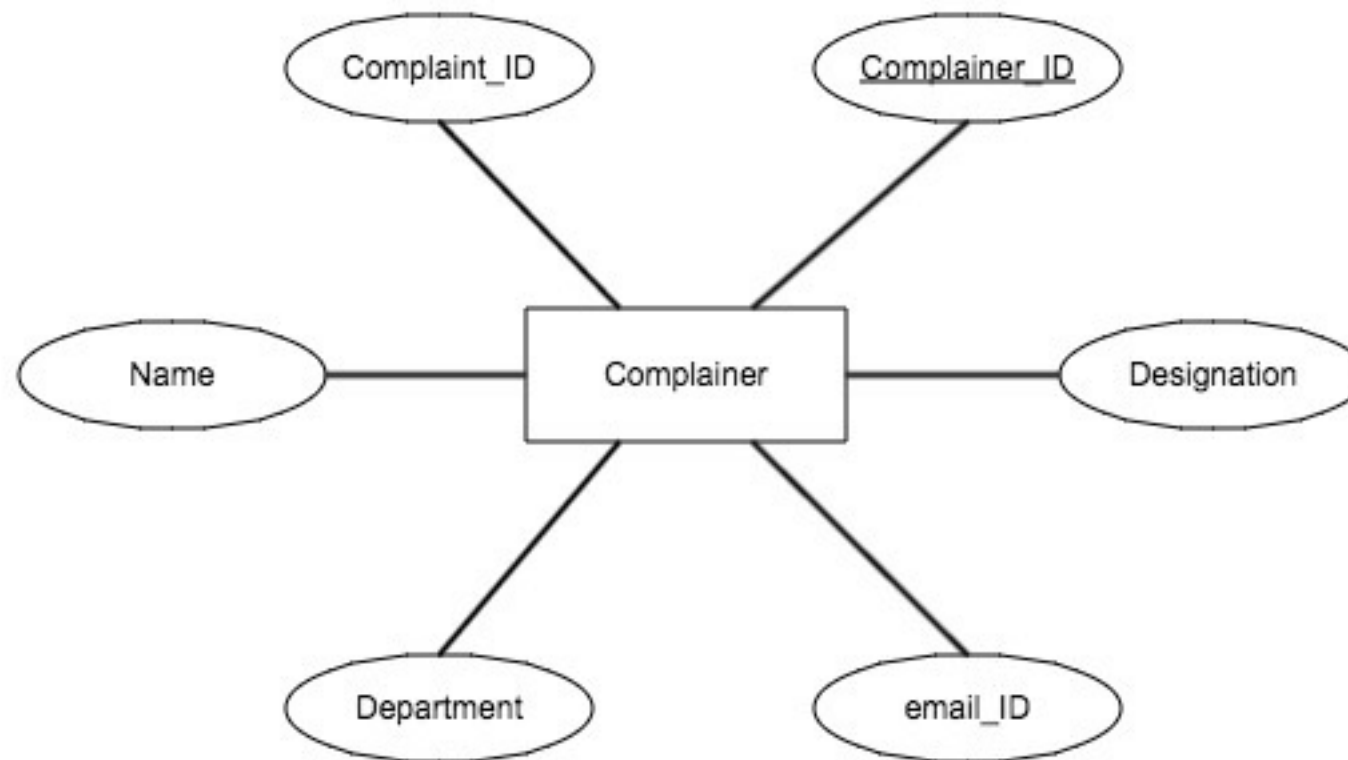 Complaint_ID
Complainer_ID
Name
Complainer
Designation
Department
email_ID